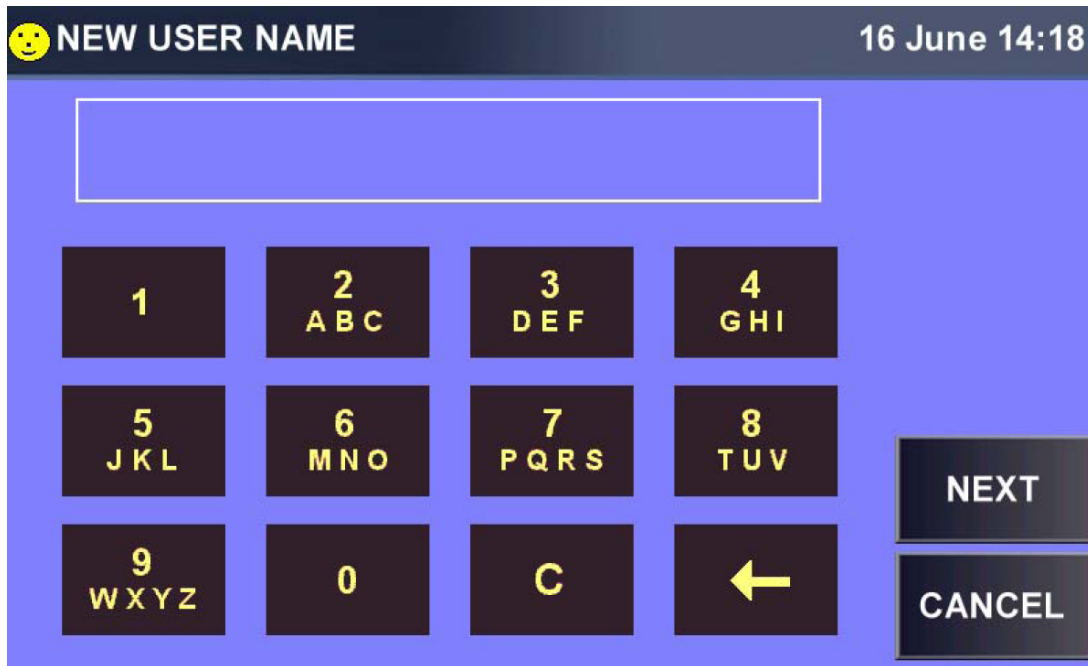 NEW USER NAME
16 June 14:18
1
2
ABC
3
DEF
4
GHI
5
JKL
6
MNO
7
PQRS
8
TUV
NEXT
9
WXYZ
0
C
CANCEL